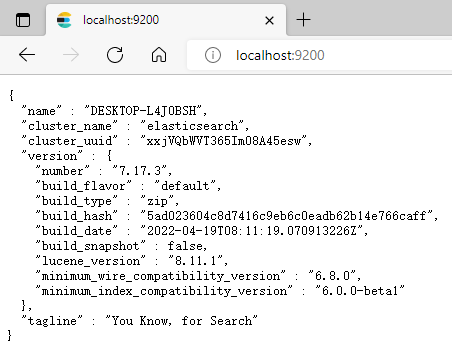 localhost:9200
localhost:9200
{
"name" : "DESKTOP-L4J0BSH",
"cluster_name" : "elasticsearch",
"cluster_uuid" : "xxjVQbWVT365Im08A45esw",
"version" : {
"number" : "7.17.3",
"build_flavor" : "default",
"build_type" : "zip",
"build_hash" : "5ad023604c8d7416c9eb6c0eadb62b14e766caff",
"build_date" : "2022-04-19T08:11:19.070913226Z",
"build_snapshot" : false,
"lucene_version" : "8.11.1",
"minimum_wire_compatibility_version" : "6.8.0",
"minimum_index_compatibility_version" : "6.0.0-beta1"
},
"tagline" : "You Know, for Search"
}